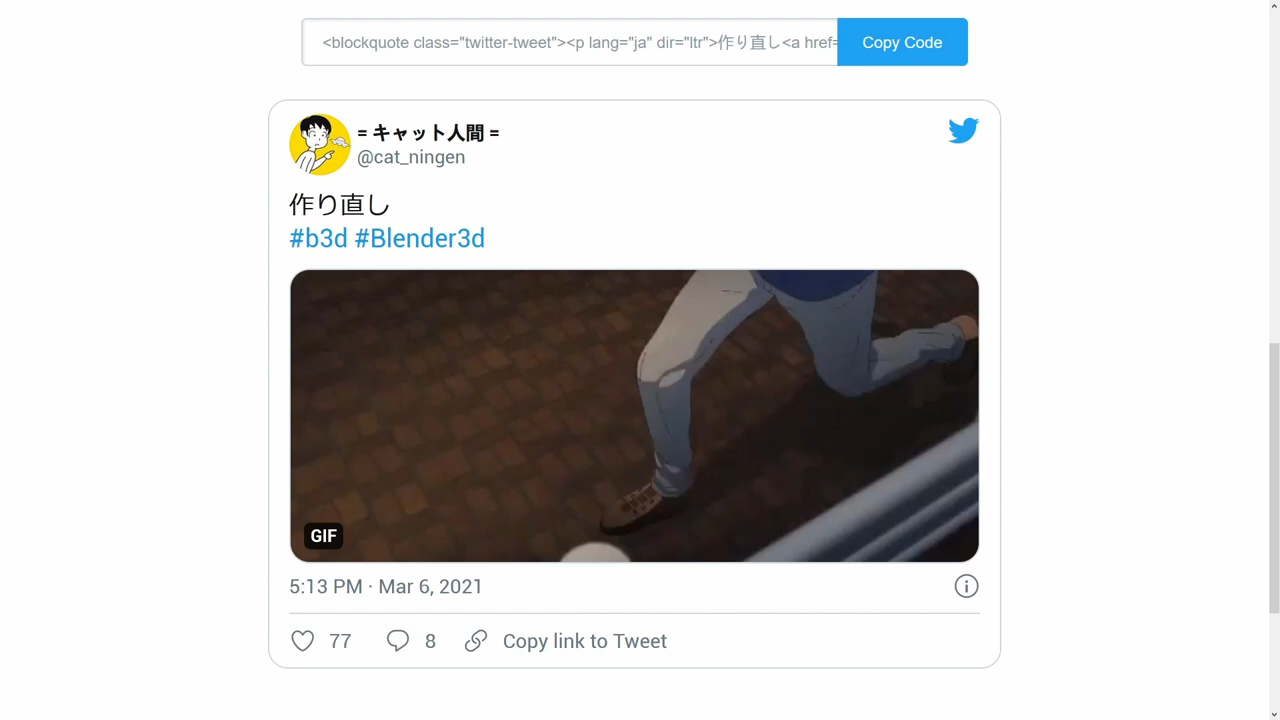 <blockquote class="twitter-tweet"><p lang="ja" dir="ltr">作り直し<a href=
Copy Code
= キャット人間 =
@cat_ningen
作り直し
#b3d #Blender3d
GIF
5:13 PM · Mar 6, 2021
77 8 Copy link to Tweet